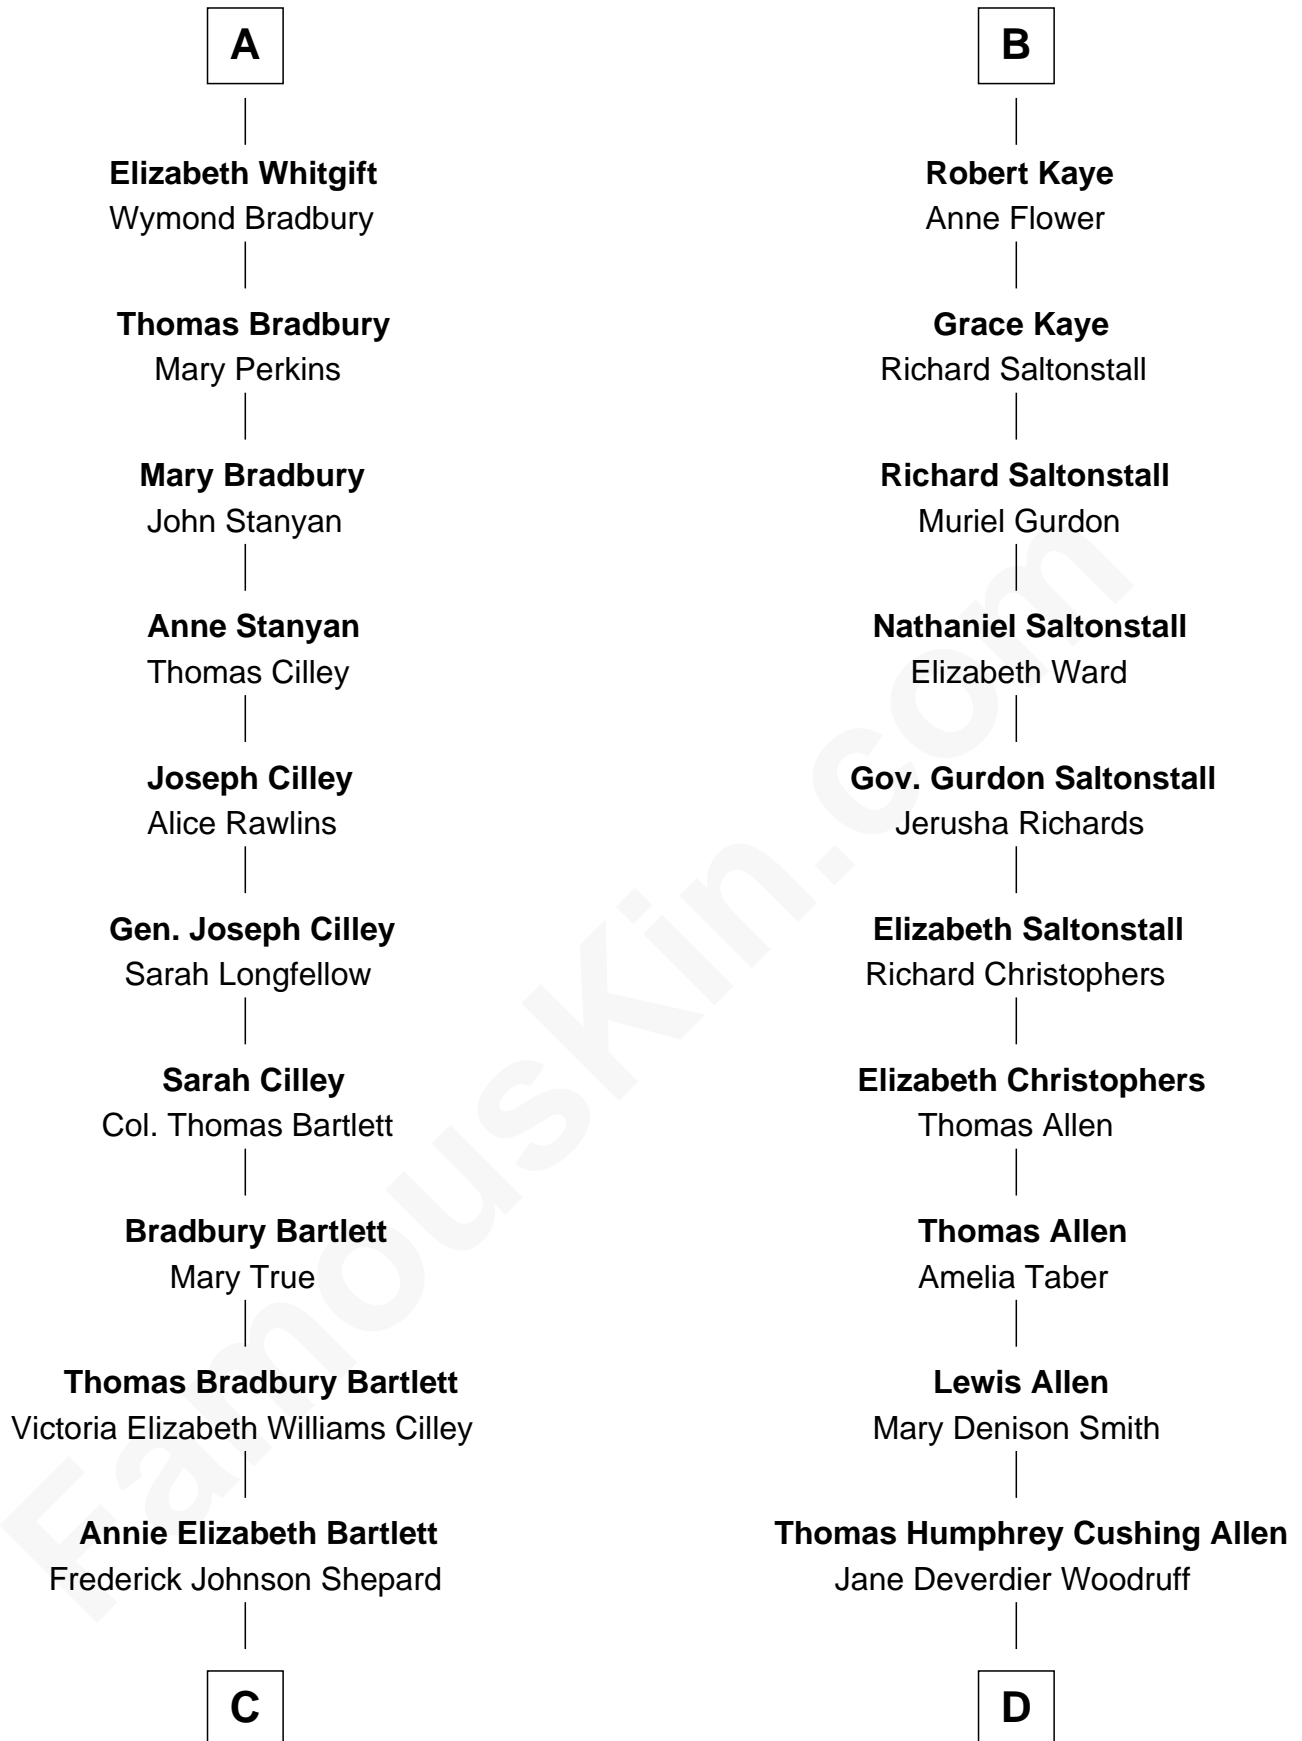 A
Elizabeth Whitgift
Wymond Bradbury
Thomas Bradbury
Mary Perkins
Mary Bradbury
John Stanyan
Anne Stanyan
Thomas Cilley
Joseph Cilley
Alice Rawlins
Gen. Joseph Cilley
Sarah Longfellow
Sarah Cilley
Col. Thomas Bartlett
Bradbury Bartlett
Mary True
Thomas Bradbury Bartlett
Victoria Elizabeth Williams Cilley
Annie Elizabeth Bartlett
Frederick Johnson Shepard
C
B
Robert Kaye
Anne Flower
Grace Kaye
Richard Saltonstall
Richard Saltonstall
Muriel Gurdon
Nathaniel Saltonstall
Elizabeth Ward
Gov. Gurdon Saltonstall
Jerusha Richards
Elizabeth Saltonstall
Richard Christophers
Elizabeth Christophers
Thomas Allen
Thomas Allen
Amelia Taber
Lewis Allen
Mary Denison Smith
Thomas Humphrey Cushing Allen
Jane Deverdier Woodruff
D
FamousKin.com